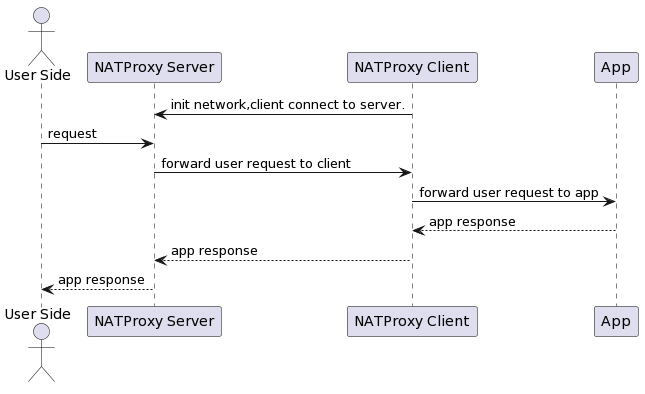 User Side
NATProxy Server
NATProxy Client
App
init network,client connect to server.
request
forward user request to client
forward user request to app
app response
app response
app response
User Side
NATProxy Server
NATProxy Client
App